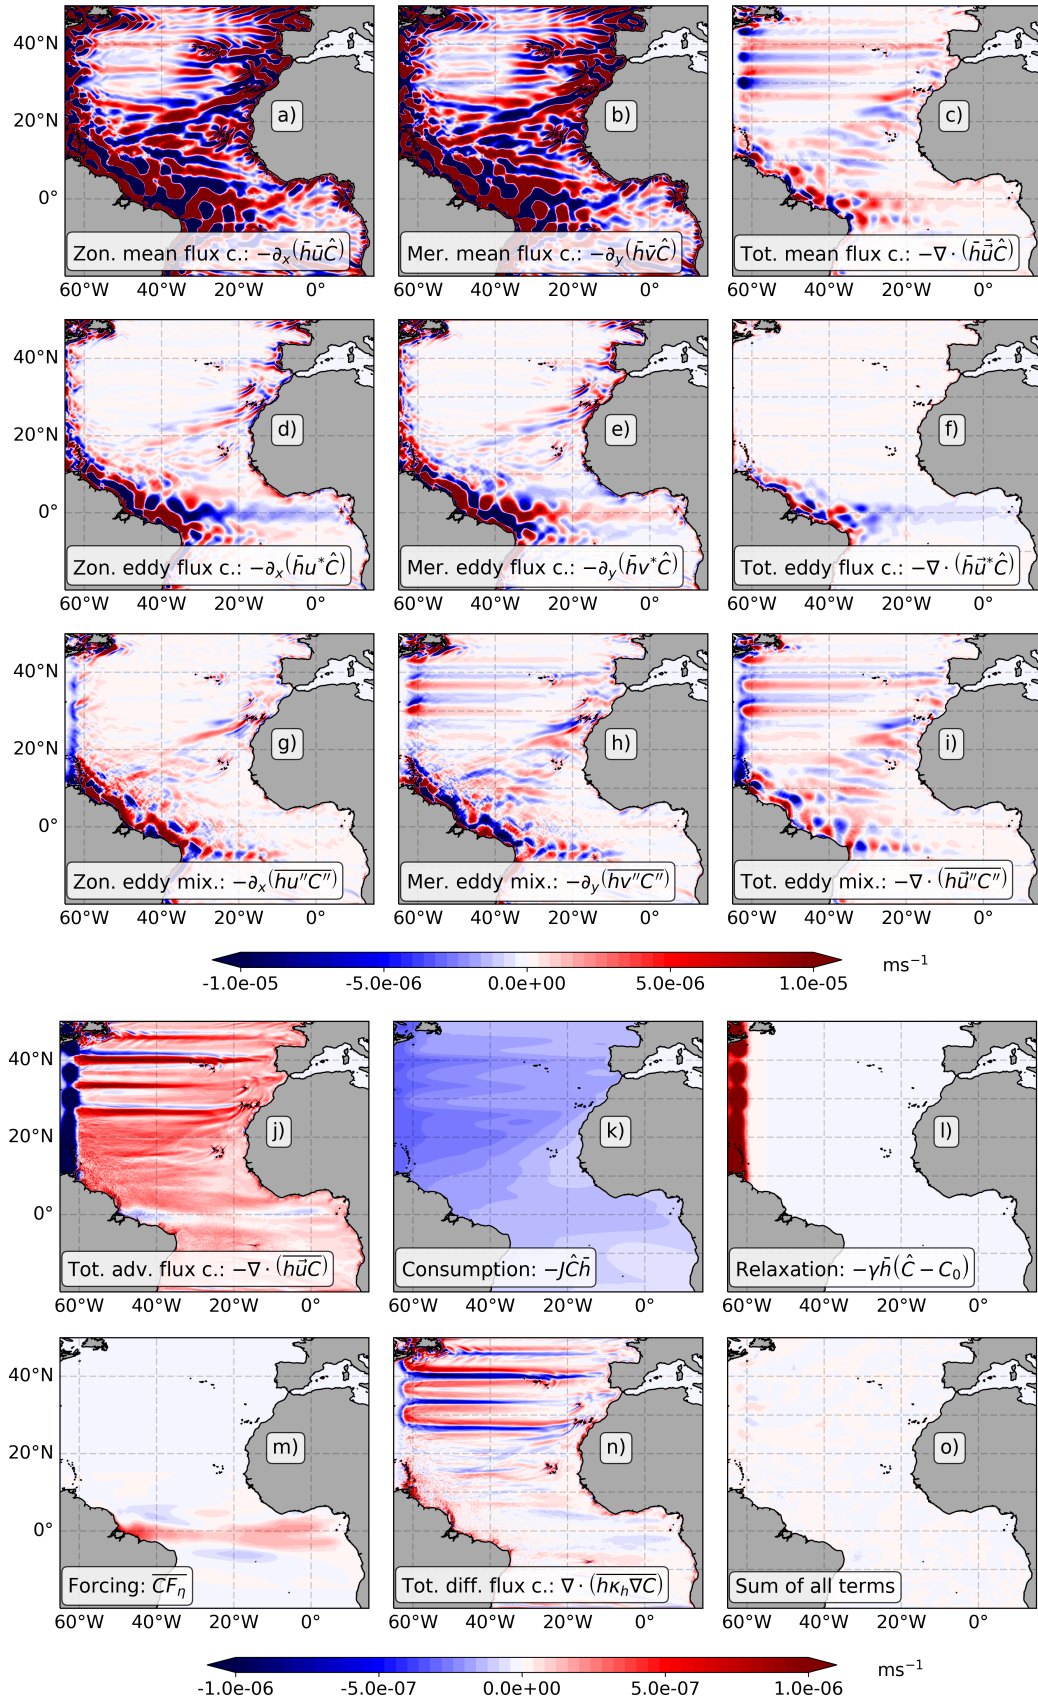 40°N
20°N
0°
a)
b)
c)
Zon. mean flux c.: −∂ₓ(h̄ūĈ)
Mer. mean flux c.: −∂ᵧ(h̄v̄Ĉ)
Tot. mean flux c.: −∇·(h̄u⃗̄Ĉ)
60°W 40°W 20°W 0° 60°W 40°W 20°W 0° 60°W 40°W 20°W 0°
40°N
20°N
0°
d)
e)
f)
Zon. eddy flux c.: −∂ₓ(h̄u*Ĉ)
Mer. eddy flux c.: −∂ᵧ(h̄v*Ĉ)
Tot. eddy flux c.: −∇·(h̄u⃗*Ĉ)
60°W 40°W 20°W 0° 60°W 40°W 20°W 0° 60°W 40°W 20°W 0°
40°N
20°N
0°
g)
h)
i)
Zon. eddy mix.: −∂ₓ(\overline{hu″C″})
Mer. eddy mix.: −∂ᵧ(\overline{hv″C″})
Tot. eddy mix.: −∇·(\overline{hu⃗″C″})
60°W 40°W 20°W 0° 60°W 40°W 20°W 0° 60°W 40°W 20°W 0°
-1.0e-05 -5.0e-06 0.0e+00 5.0e-06 1.0e-05 ms⁻¹
40°N
20°N
0°
j)
k)
l)
Tot. adv. flux c.: −∇·(\overline{hu⃗C})
Consumption: −JĈh̄
Relaxation: −γh̄(Ĉ − C₀)
60°W 40°W 20°W 0° 60°W 40°W 20°W 0° 60°W 40°W 20°W 0°
40°N
20°N
0°
m)
n)
o)
Forcing: \overline{CF_η}
Tot. diff. flux c.: ∇·(\overline{hκ_h∇C})
Sum of all terms
60°W 40°W 20°W 0° 60°W 40°W 20°W 0° 60°W 40°W 20°W 0°
-1.0e-06 -5.0e-07 0.0e+00 5.0e-07 1.0e-06 ms⁻¹